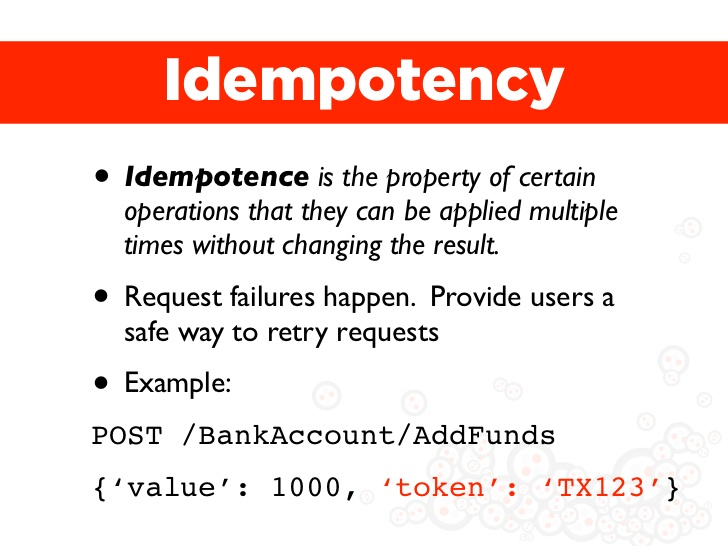 Idempotency
• Idempotence is the property of certain
operations that they can be applied multiple
times without changing the result.
• Request failures happen.  Provide users a
safe way to retry requests
• Example:
POST /BankAccount/AddFunds
{‘value’: 1000, ‘token’: ‘TX123’}